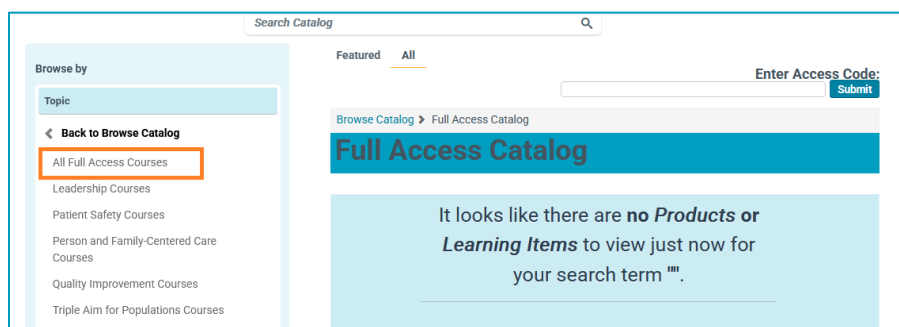 Search Catalog
Browse by
Topic
Back to Browse Catalog
All Full Access Courses
Leadership Courses
Patient Safety Courses
Person and Family-Centered Care
Courses
Quality Improvement Courses
Triple Aim for Populations Courses
Featured All
Enter Access Code:
Submit
Browse Catalog > Full Access Catalog
Full Access Catalog
It looks like there are no Products or
Learning Items to view just now for
your search term "".